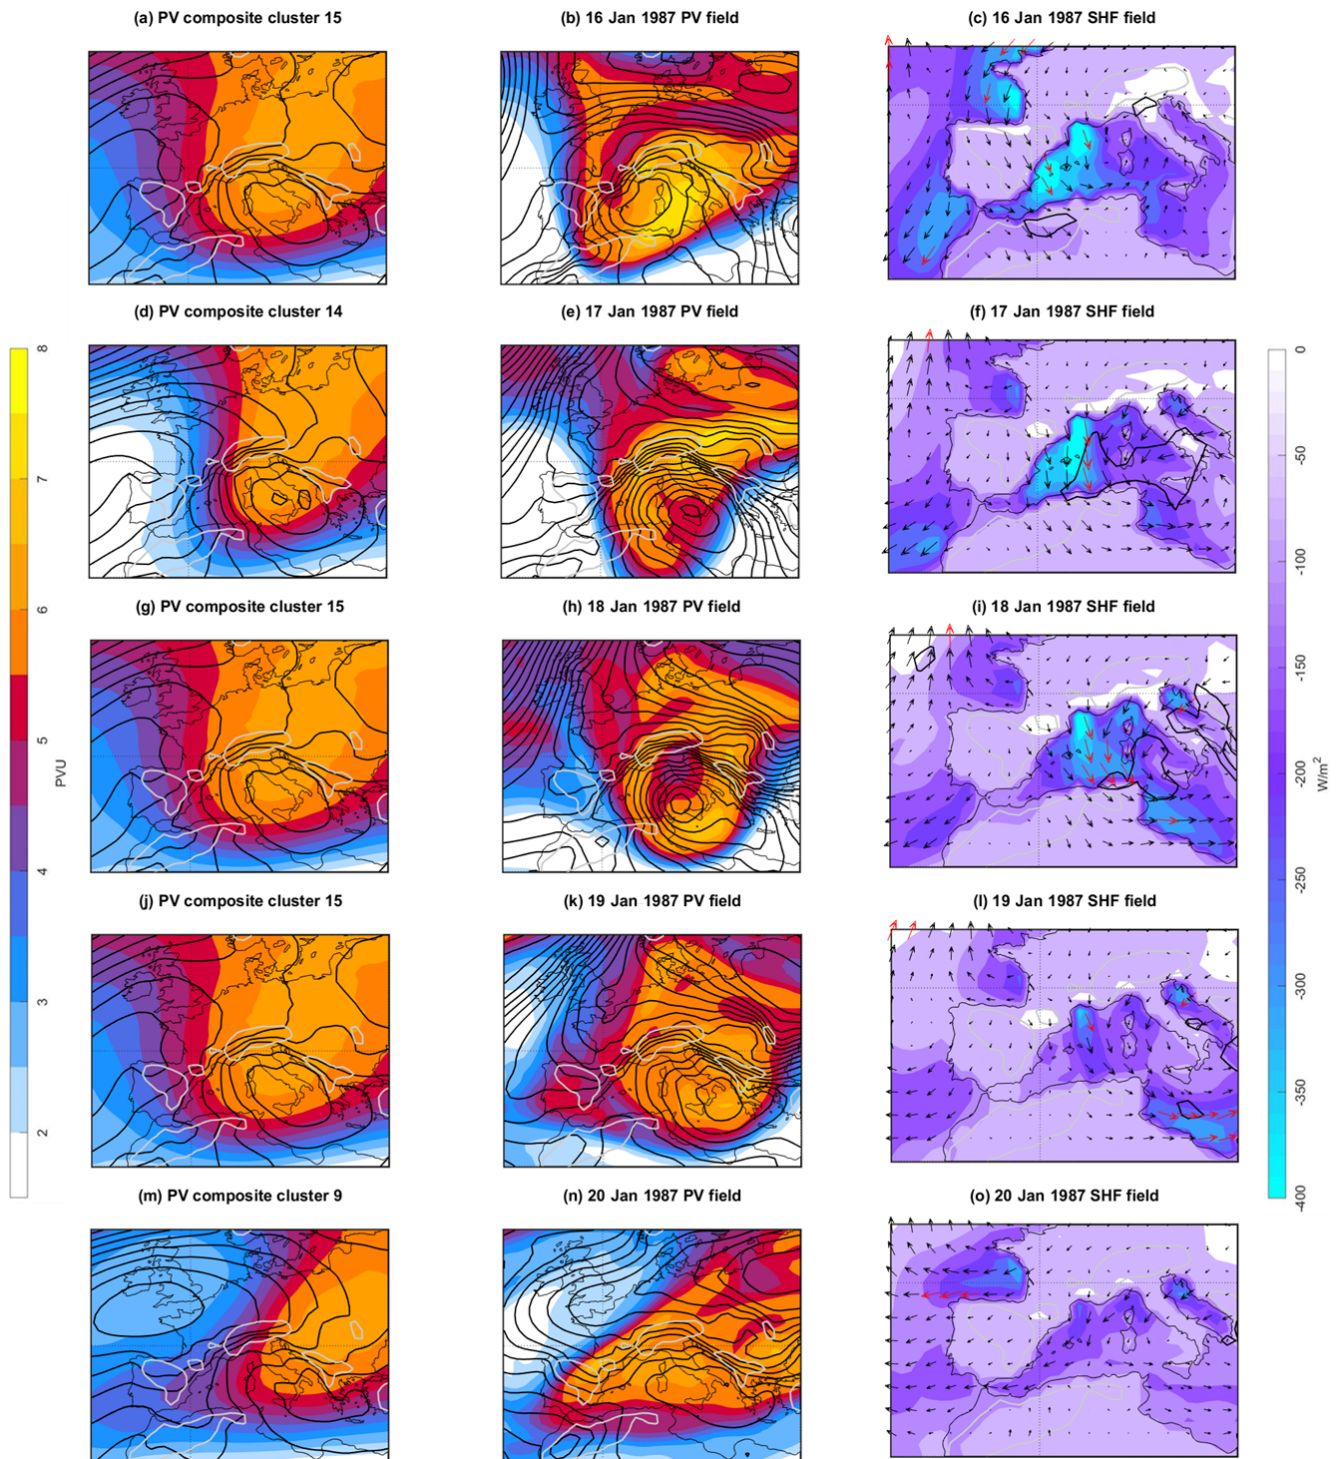 (a) PV composite cluster 15
(b) 16 Jan 1987 PV field
(c) 16 Jan 1987 SHF field
(d) PV composite cluster 14
(e) 17 Jan 1987 PV field
(f) 17 Jan 1987 SHF field
(g) PV composite cluster 15
(h) 18 Jan 1987 PV field
(i) 18 Jan 1987 SHF field
(j) PV composite cluster 15
(k) 19 Jan 1987 PV field
(l) 19 Jan 1987 SHF field
(m) PV composite cluster 9
(n) 20 Jan 1987 PV field
(o) 20 Jan 1987 SHF field
8
7
6
5
4
3
2
PVU
0
-50
-100
-150
-200
-250
-300
-350
-400
W/m²